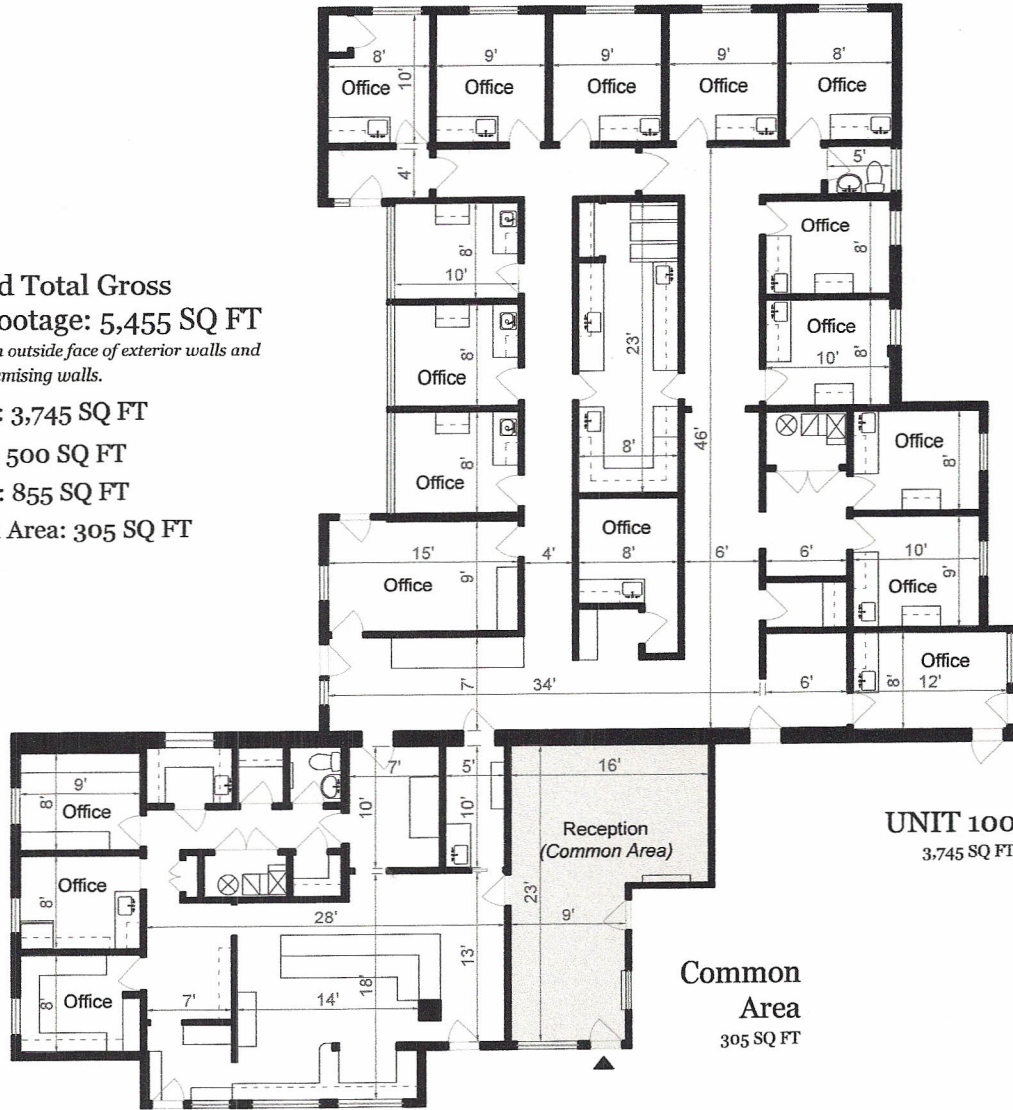 8'
10'
9'
9'
9'
8'
Office
Office
Office
Office
Office
4'
5'
8'
10'
Office
8'
23'
Office
8'
10'
d Total Gross
ootage: 5,455 SQ FT
n outside face of exterior walls and
mising walls.
: 3,745 SQ FT
500 SQ FT
: 855 SQ FT
Area: 305 SQ FT
8'
Office
8'
Office
8'
46'
Office
8'
15'
9'
Office
4'
Office
8'
6'
6'
10'
9'
Office
7'
34'
6'
8'
Office
12'
9'
8'
Office
7'
10'
5'
10'
16'
Reception
(Common Area)
23'
9'
UNIT 100
3,745 SQ FT
Office
8'
28'
13'
18'
Office
8'
7'
14'
Common
Area
305 SQ FT